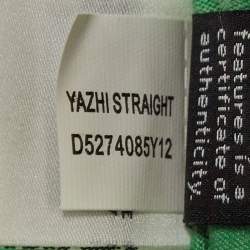 YAZHI STRAIGHT
D5274085Y12
features is a
certificate of
authenticity.